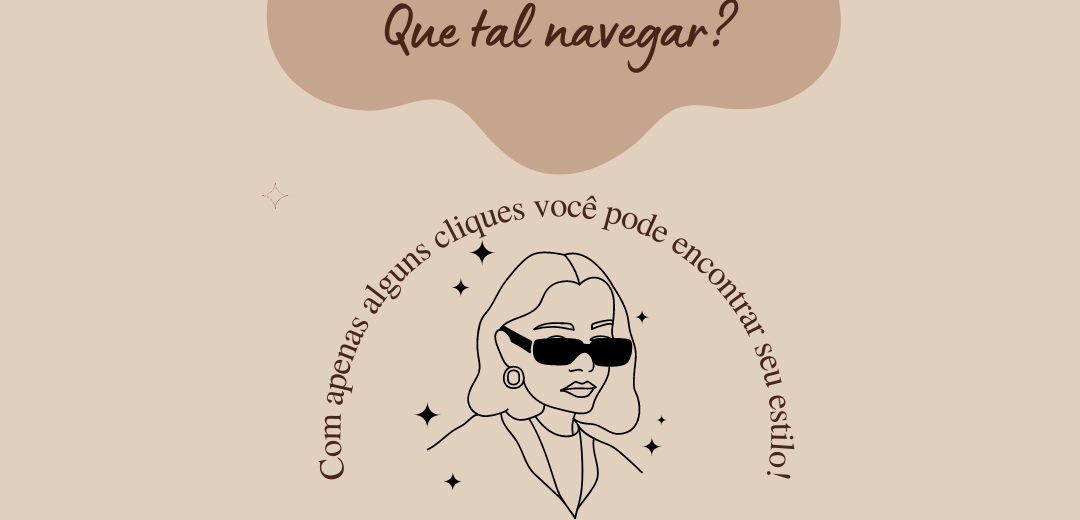 Que tal navegar?
Com apenas alguns cliques você pode encontrar seu estilo!